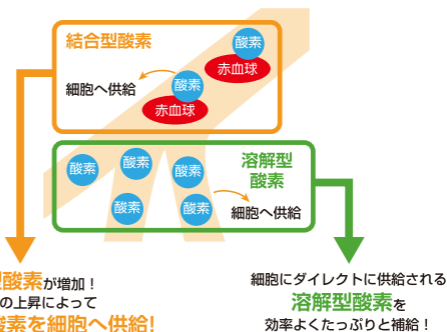 結合型酸素
酸素
赤血球
酸素
細胞へ供給
赤血球
溶解型
酸素
酸素
酸素
酸素
酸素
酸素
細胞へ供給
型酸素が増加！
の上昇によって
酸素を細胞へ供給！
細胞にダイレクトに供給される
溶解型酸素を
効率よくたっぷりと補給！